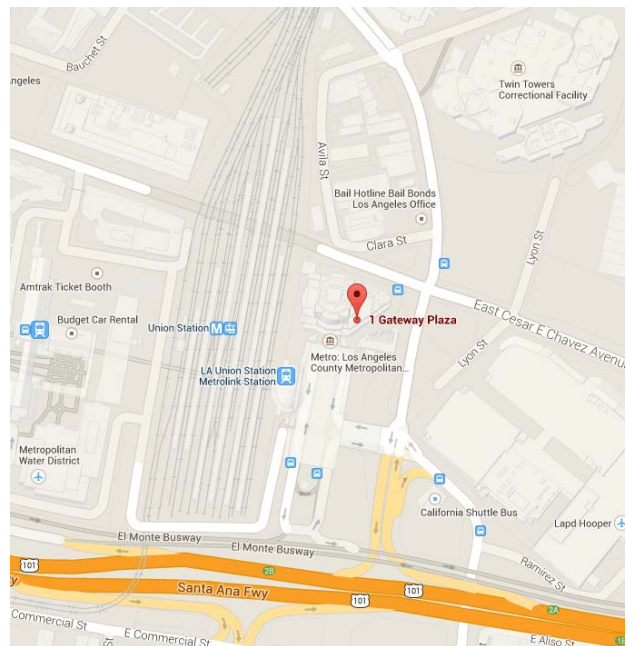 Bauchet St
Twin Towers
Correctional Facility
ngeles
Avila St
Bail Hotline Bail Bonds
Los Angeles Office
Lyon St
Clara St
Amtrak Ticket Booth
East Cesar E Chavez Avenu
Budget Car Rental
Union Station
M
1 Gateway Plaza
Metro: Los Angeles
County Metropolitan...
Lyon St
LA Union Station
Metrolink Station
Metropolitan
Water District
California Shuttle Bus
Lapd Hooper
El Monte Busway
El Monte Busway
Ramirez St
101
2B
Santa Ana Fwy
101
101
2A
Commercial St
E Commercial St
E Aliso St
101